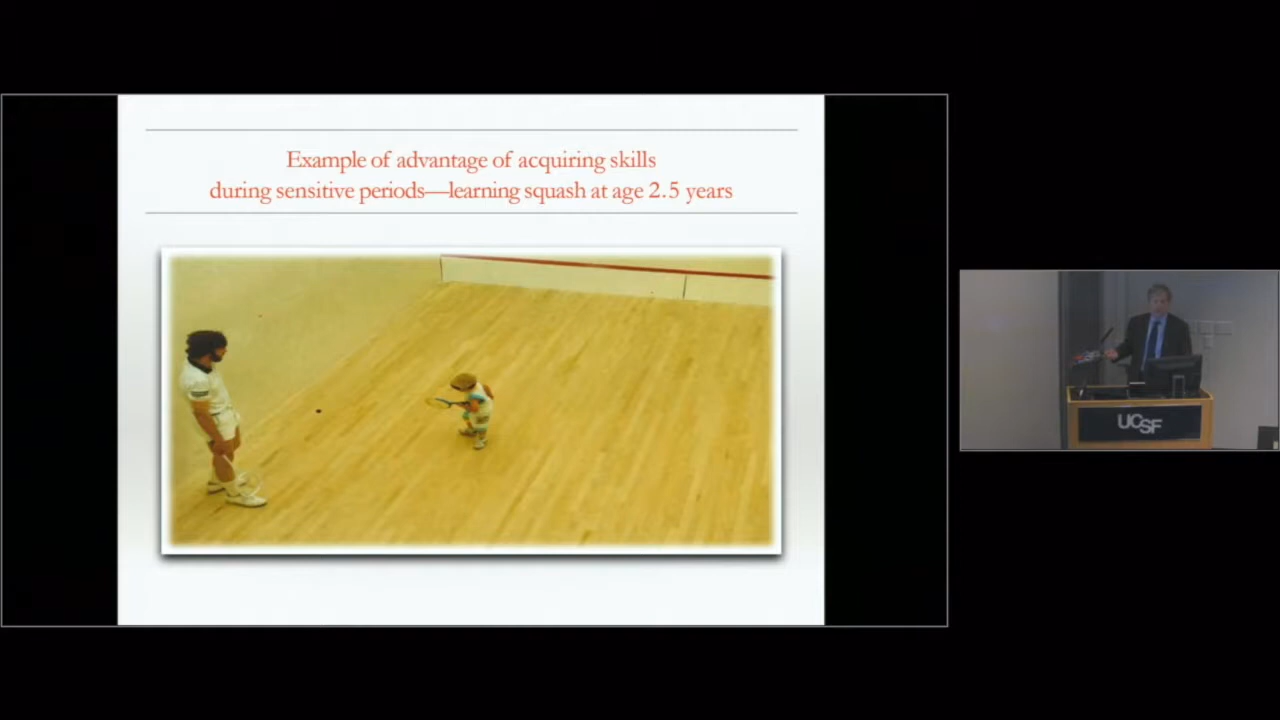 Example of advantage of acquiring skills
during sensitive periods—learning squash at age 2.5 years
UCSF